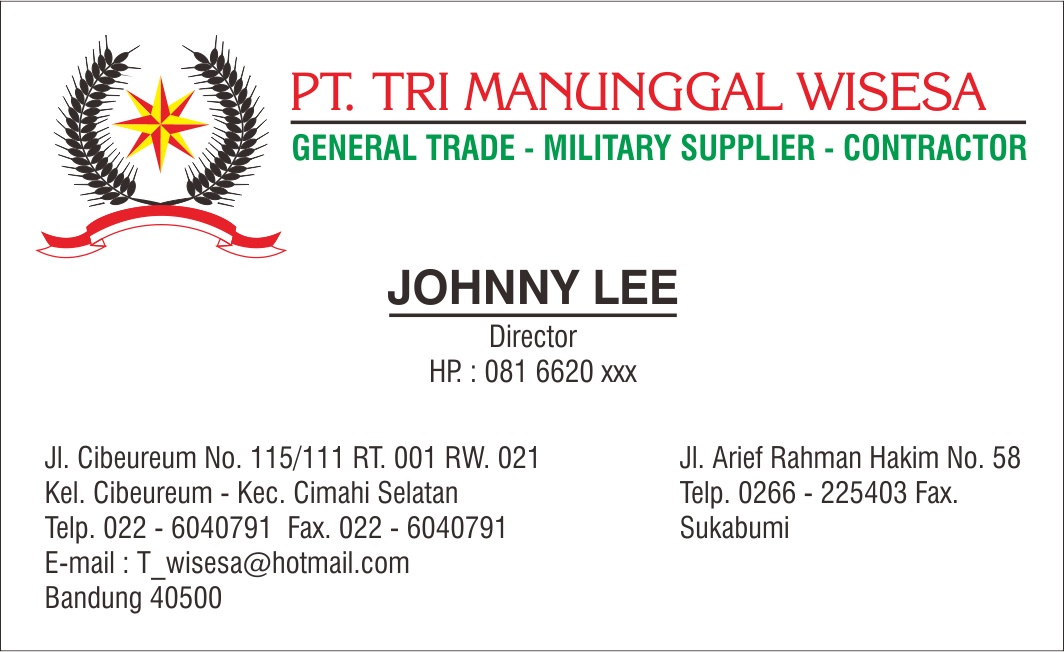 PT. TRI MANUNGGAL WISESA
GENERAL TRADE - MILITARY SUPPLIER - CONTRACTOR
JOHNNY LEE
Director
HP. : 081 6620 xxx
Jl. Cibeureum No. 115/111 RT. 001 RW. 021
Kel. Cibeureum - Kec. Cimahi Selatan
Telp. 022 - 6040791  Fax. 022 - 6040791
E-mail : T_wisesa@hotmail.com
Bandung 40500
Jl. Arief Rahman Hakim No. 58
Telp. 0266 - 225403 Fax.
Sukabumi